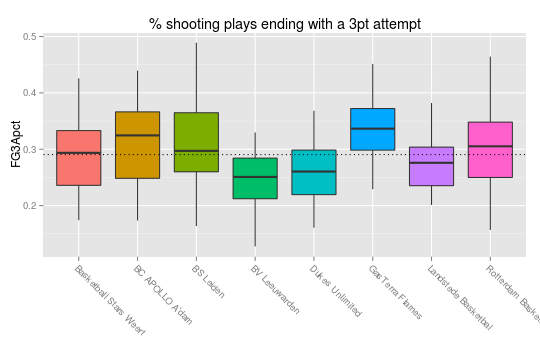 % shooting plays ending with a 3pt attempt
FG3Apct
0.5
0.4
0.3
0.2
Basketball Stars Weert
BC APOLLO A'dam
BS Leiden
BV Leeuwarden
Dukes Unlimited
GasTerra Flames
Landstede Basketbal
Rotterdam Baske